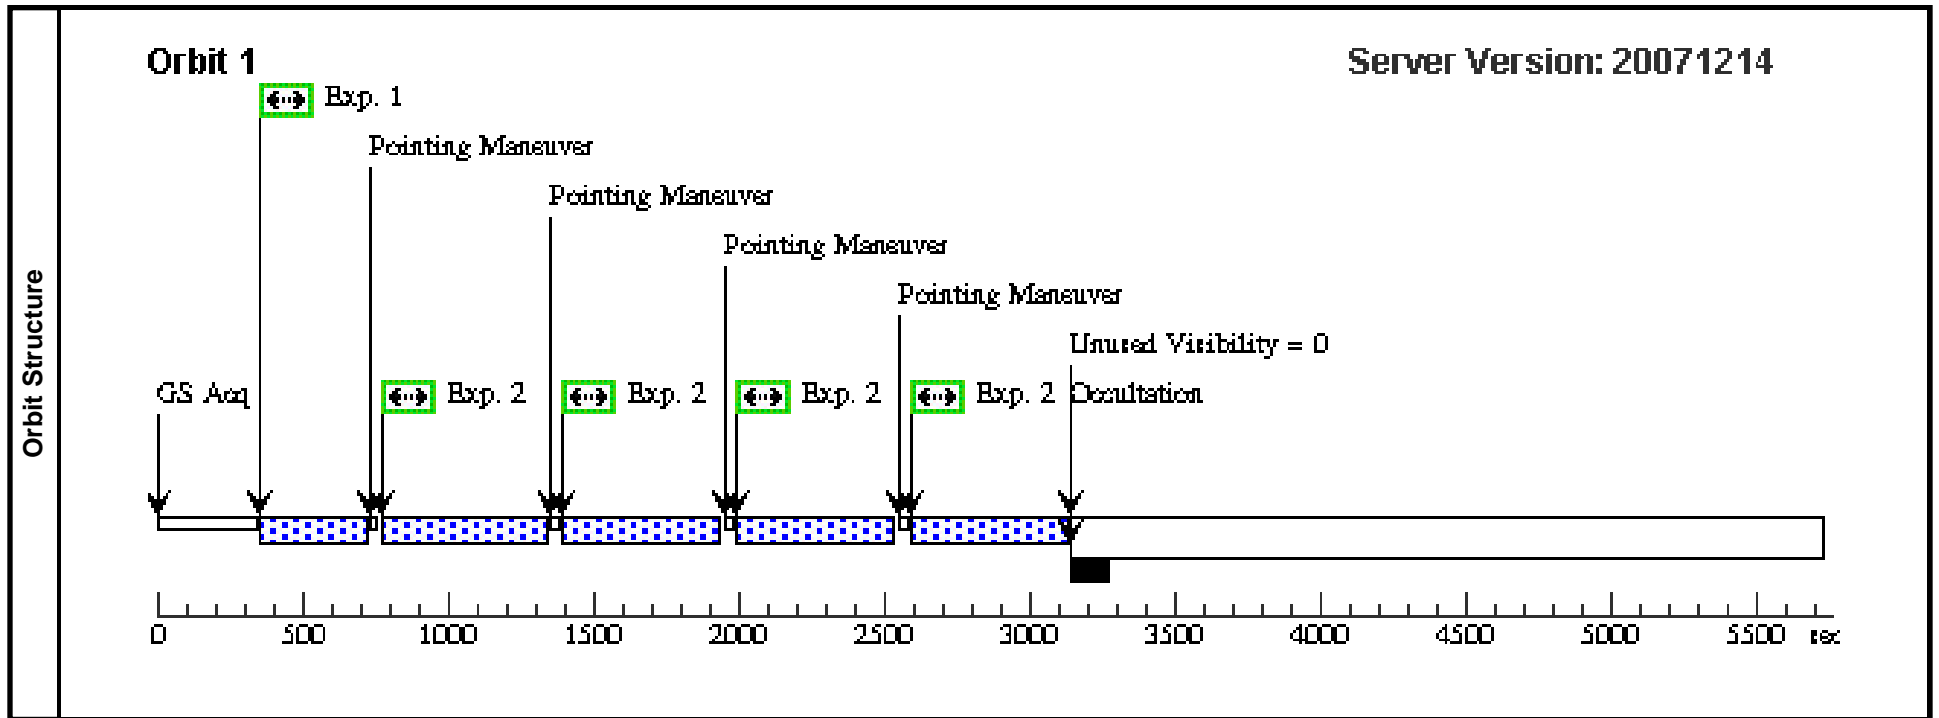 Orbit Structure
Orbit 1
Server Version: 20071214
Exp. 1
Pointing Maneuver
Pointing Maneuver
Pointing Maneuver
Pointing Maneuver
Unused Visibility = 0
GS Acq
Exp. 2
Exp. 2
Exp. 2
Exp. 2
Occultation
0 500 1000 1500 2000 2500 3000 3500 4000 4500 5000 5500 sec